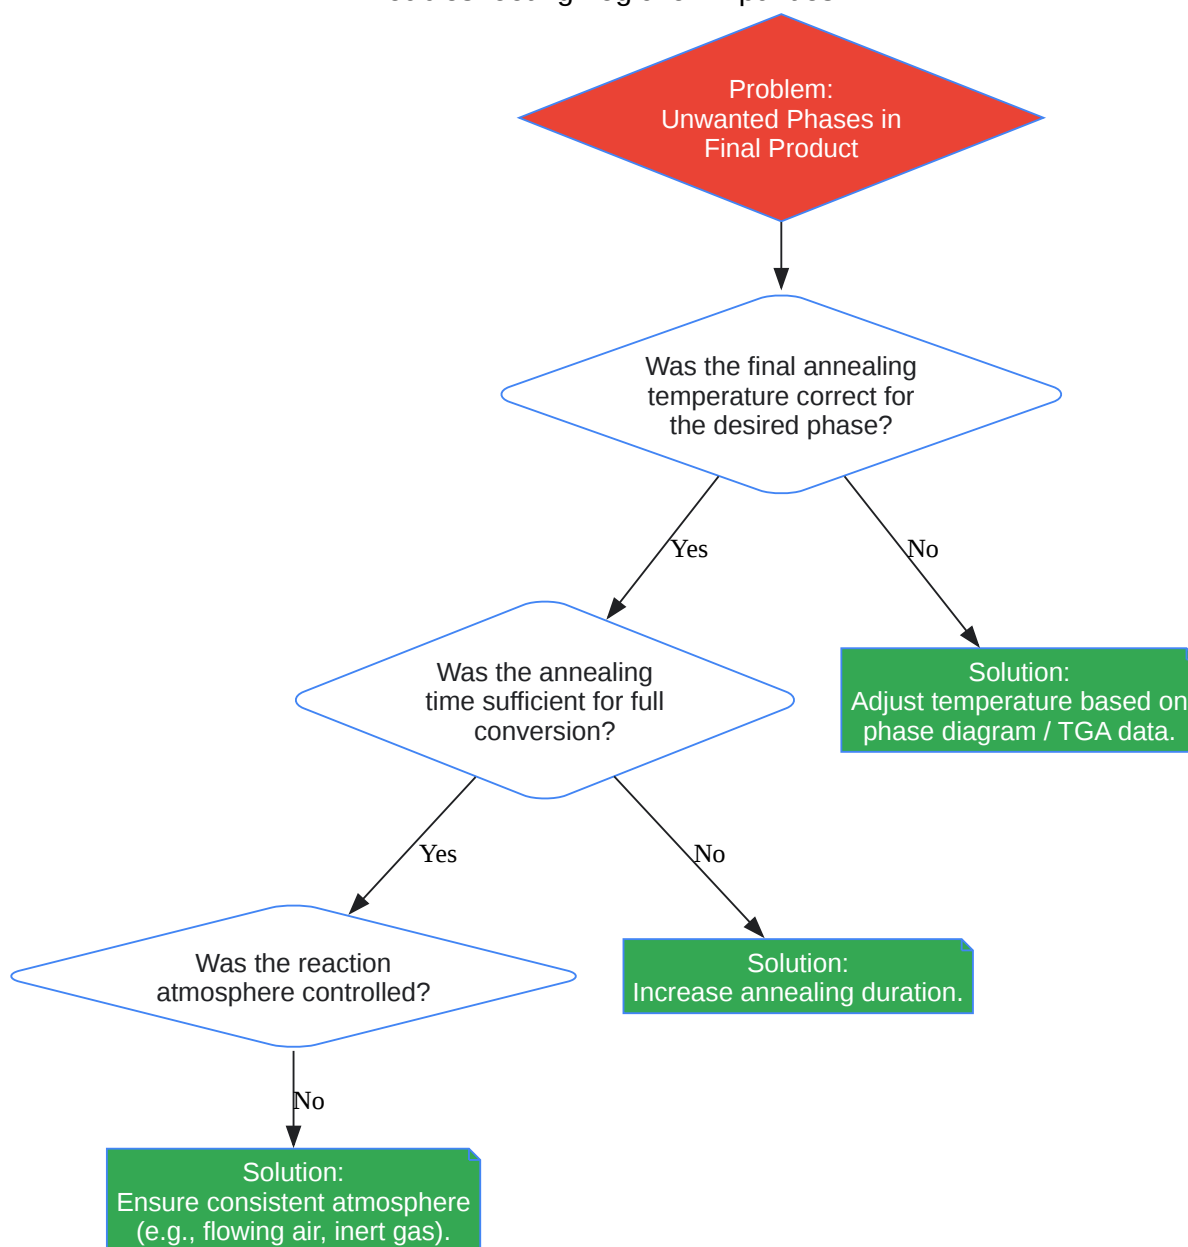 Problem:
Unwanted Phases in
Final Product
Was the final annealing
temperature correct for
the desired phase?
Yes
No
Was the annealing
time sufficient for full
conversion?
Solution:
Adjust temperature based on
phase diagram / TGA data.
Yes
No
Was the reaction
atmosphere controlled?
Solution:
Increase annealing duration.
No
Solution:
Ensure consistent atmosphere
(e.g., flowing air, inert gas).